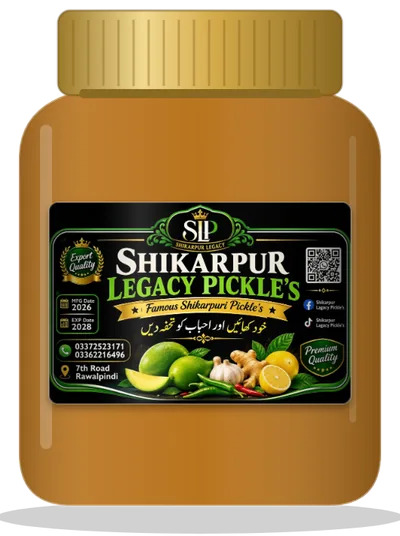 SLP
SHIKARPUR LEGACY
SHIKARPUR
LEGACY PICKLE'S
Famous Shikarpuri Pickle's
خود کھائیں اور احباب کو تحفہ دیں
Export
Quality
MFG Date
2026
EXP Date
2028
03372523171
03362216496
7th Road
Rawalpindi
Shikarpur
Legacy Pickle's
Shikarpur
Legacy Pickle's
Premium
Quality